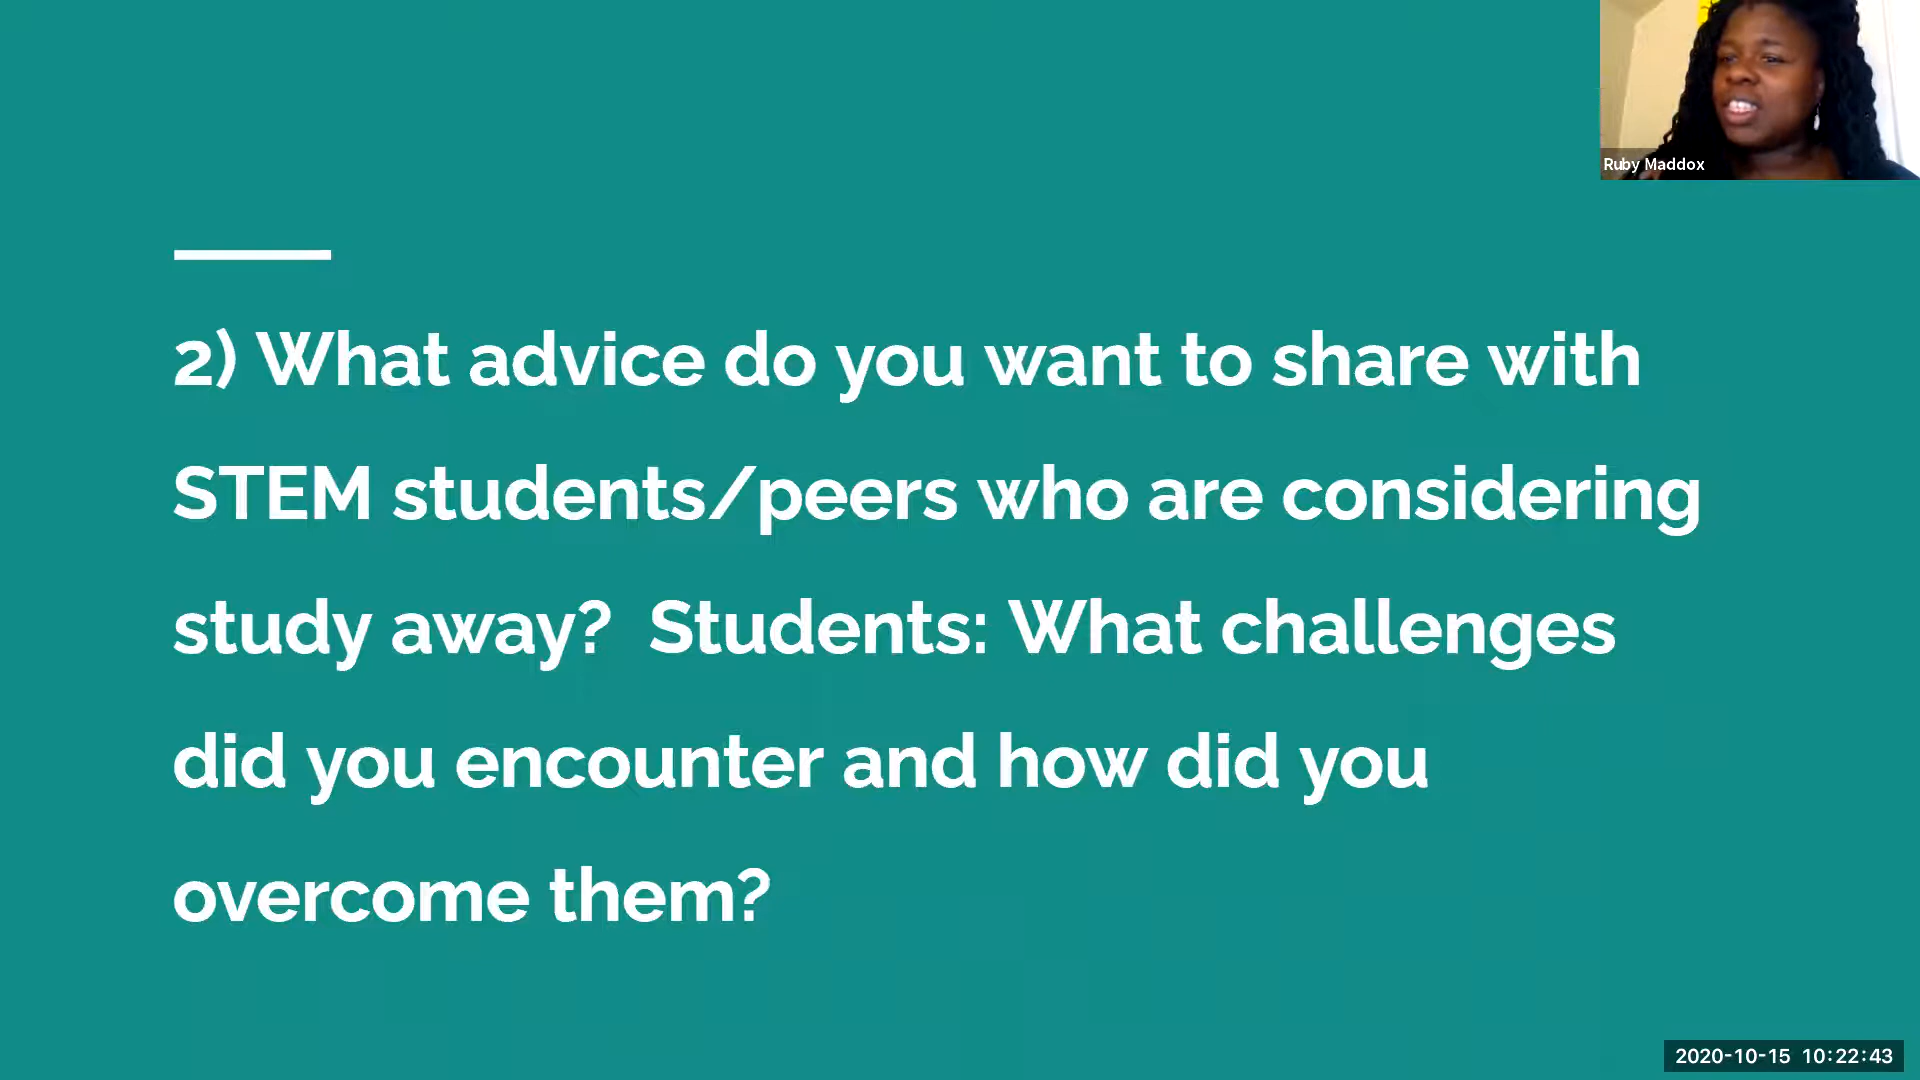 Ruby Maddox
2) What advice do you want to share with
STEM students/peers who are considering
study away?  Students: What challenges
did you encounter and how did you
overcome them?
2020-10-15 10:22:43